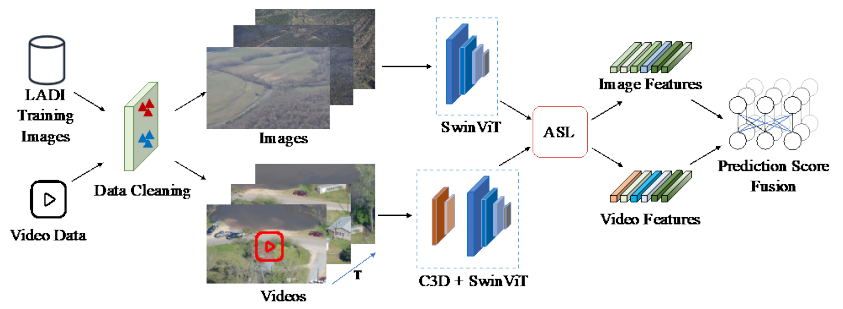 LADI
Training
Images
Video Data
Data Cleaning
Images
Videos
T
SwinViT
C3D + SwinViT
ASL
Image Features
Video Features
Prediction Score
Fusion